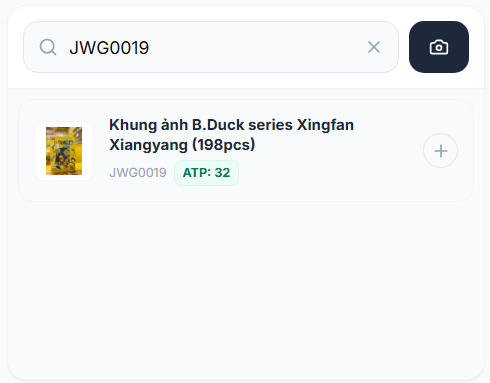 JWG0019
Khung ảnh B.Duck series Xingfan
Xiangyang (198pcs)
JWG0019 ATP: 32